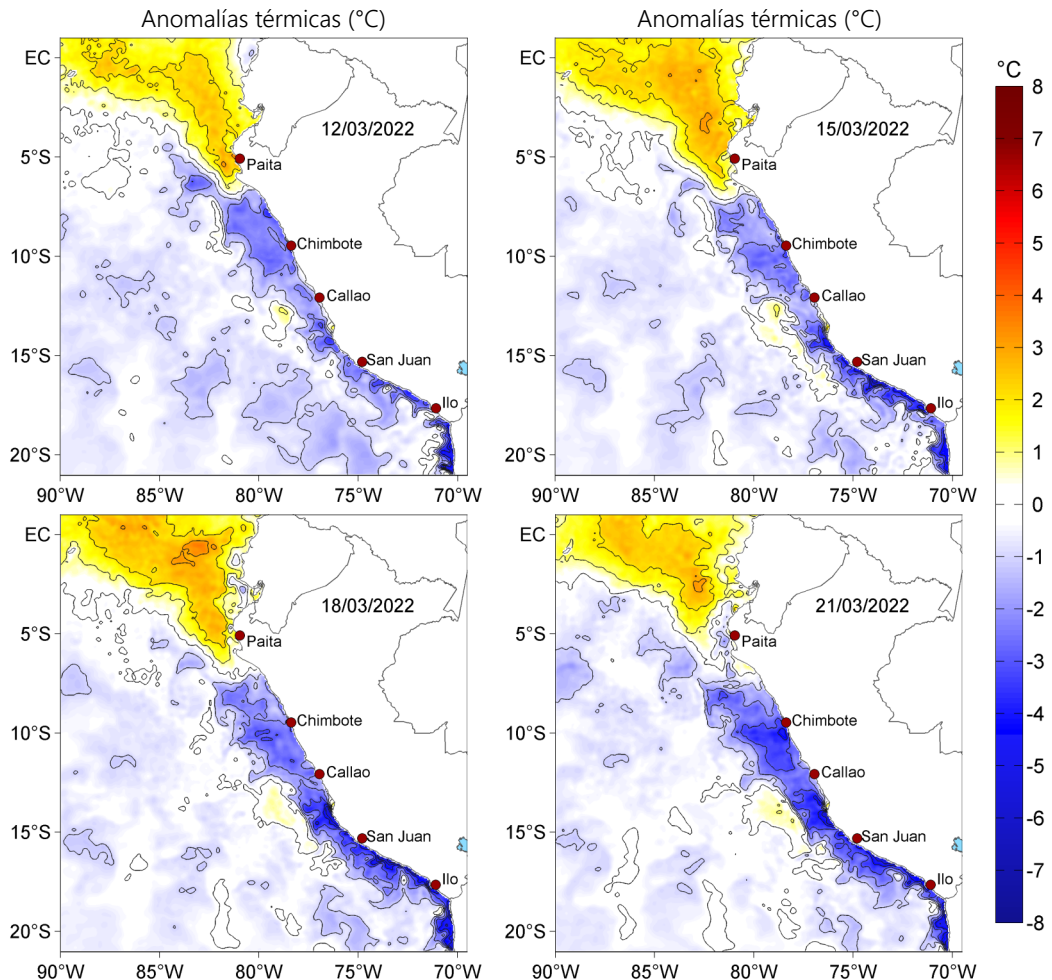 Anomalías térmicas (°C)
Anomalías térmicas (°C)
EC
5°S
10°S
15°S
20°S
90°W
85°W
80°W
75°W
70°W
12/03/2022
Paita
Chimbote
Callao
San Juan
Ilo
EC
5°S
10°S
15°S
20°S
90°W
85°W
80°W
75°W
70°W
15/03/2022
Paita
Chimbote
Callao
San Juan
Ilo
EC
5°S
10°S
15°S
20°S
90°W
85°W
80°W
75°W
70°W
18/03/2022
Paita
Chimbote
Callao
San Juan
Ilo
EC
5°S
10°S
15°S
20°S
90°W
85°W
80°W
75°W
70°W
21/03/2022
Paita
Chimbote
Callao
San Juan
Ilo
°C
8
7
6
5
4
3
2
1
0
-1
-2
-3
-4
-5
-6
-7
-8